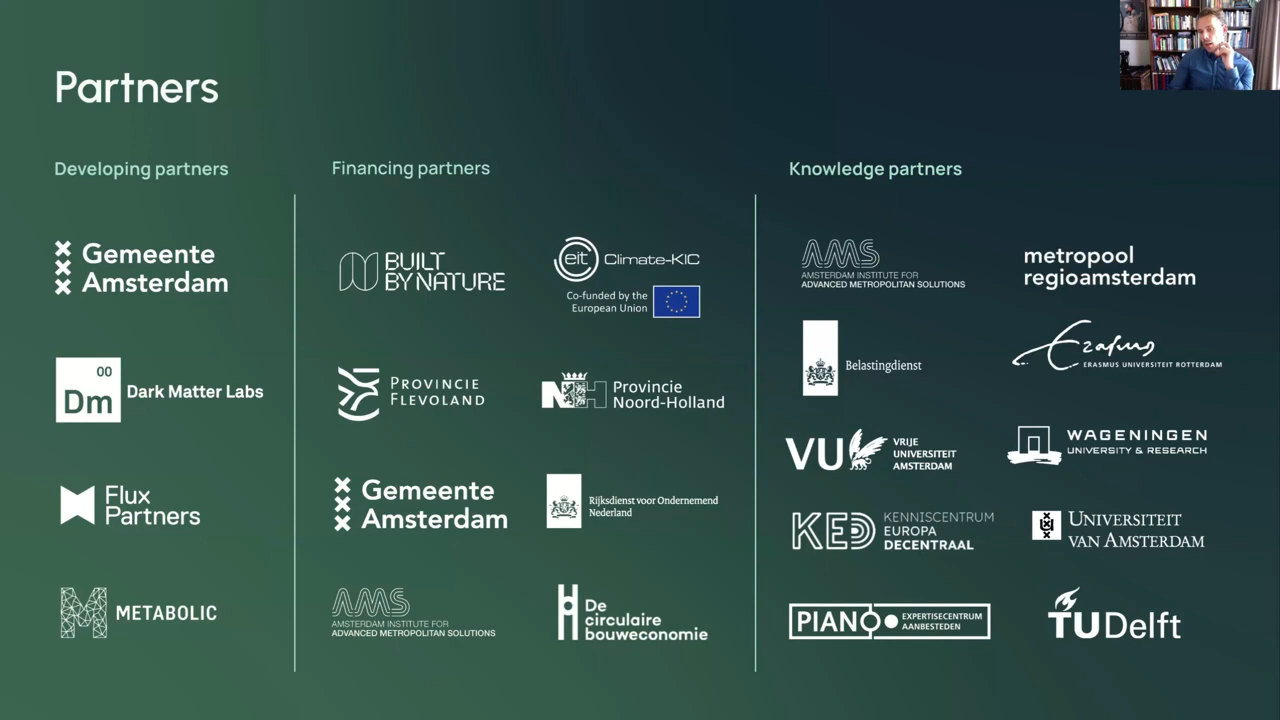 Partners
Developing partners
Gemeente
Amsterdam
00
Dm
Dark Matter Labs
Flux
Partners
M
METABOLIC
Financing partners
BUILT
BY NATURE
eit Climate-KIC
Co-funded by the
European Union
PROVINCIE
FLEVOLAND
NH
Provincie
Noord-Holland
Gemeente
Amsterdam
Rijksdienst voor Ondernemend
Nederland
AMS
AMSTERDAM INSTITUTE FOR
ADVANCED METROPOLITAN SOLUTIONS
De
circulaire
bouweconomie
Knowledge partners
AMS
AMSTERDAM INSTITUTE FOR
ADVANCED METROPOLITAN SOLUTIONS
metropool
regioamsterdam
Belastingdienst
Erasmus
ERASMUS UNIVERSITEIT ROTTERDAM
VU
VRIJE
UNIVERSITEIT
AMSTERDAM
WAGENINGEN
UNIVERSITY & RESEARCH
KED
KENNISCENTRUM
EUROPA
DECENTRAAL
UNIVERSITEIT
VAN AMSTERDAM
PIANO
EXPERTISECENTRUM
AANBESTEDEN
TU Delft